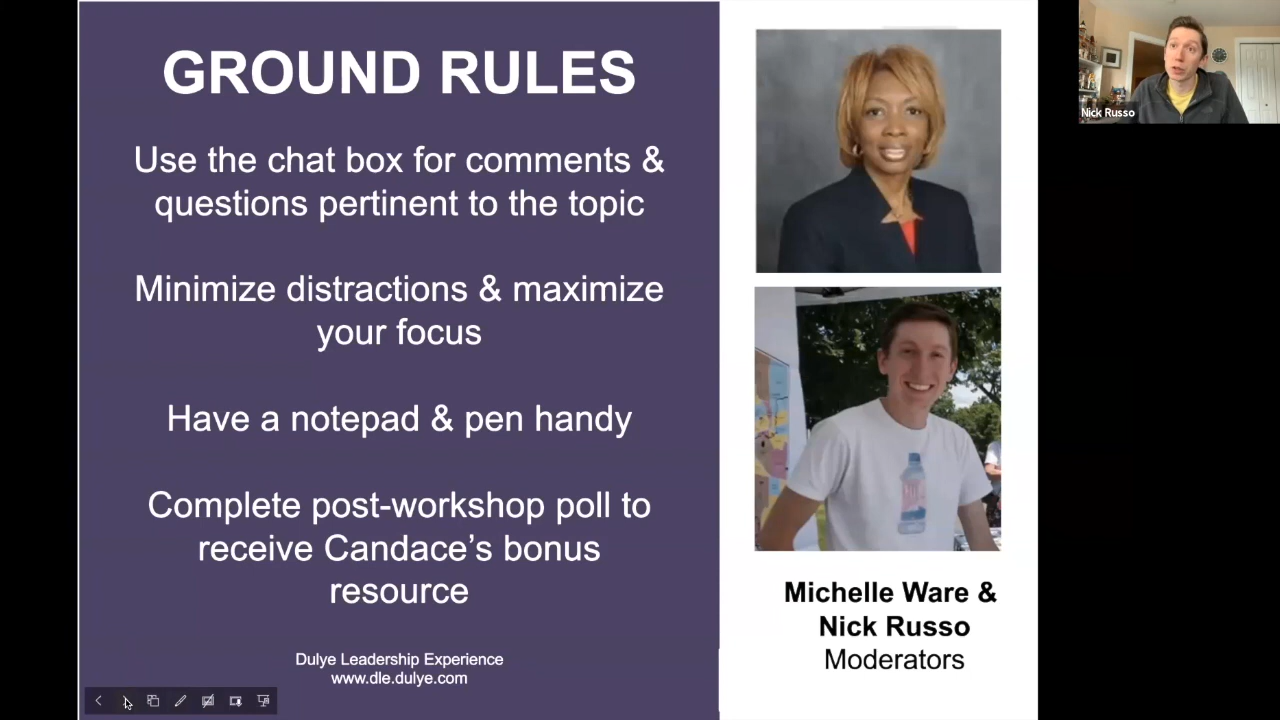 GROUND RULES
Use the chat box for comments &
questions pertinent to the topic
Minimize distractions & maximize
your focus
Have a notepad & pen handy
Complete post-workshop poll to
receive Candace's bonus
resource
Dulye Leadership Experience
www.dle.dulye.com
Michelle Ware &
Nick Russo
Moderators
Nick Russo